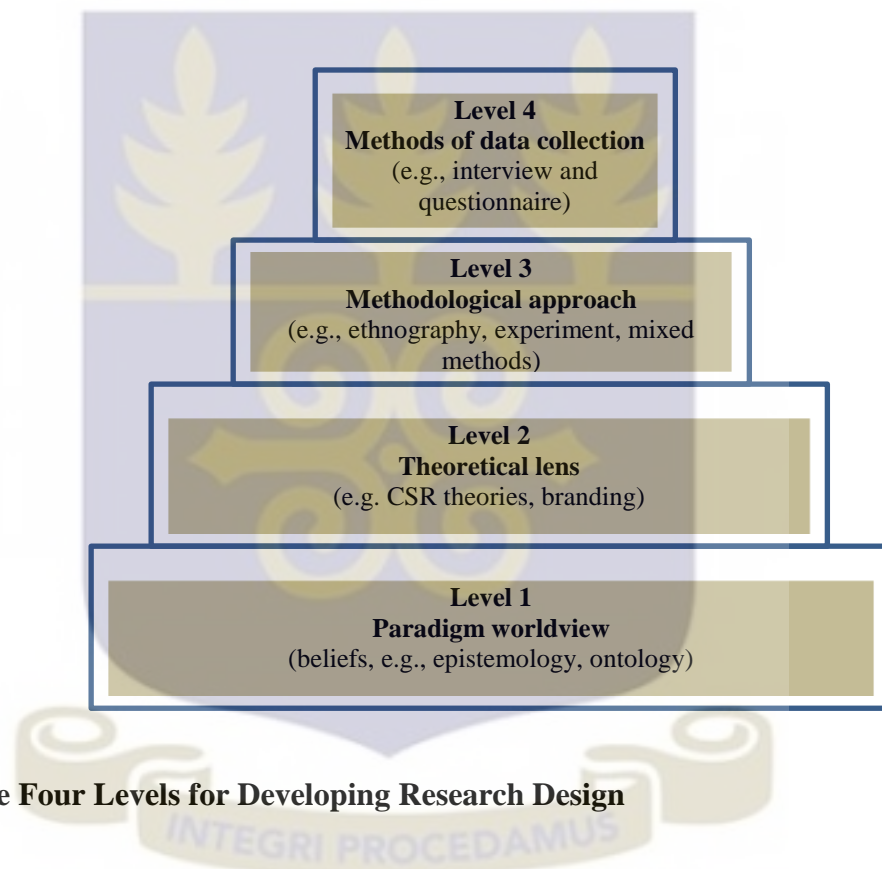 Level 4
Methods of data collection
(e.g., interview and
questionnaire)
Level 3
Methodological approach
(e.g., ethnography, experiment, mixed
methods)
Level 2
Theoretical lens
(e.g. CSR theories, branding)
Level 1
Paradigm worldview
(beliefs, e.g., epistemology, ontology)
e Four Levels for Developing Research Design
INTEGRI PROCEDAMUS